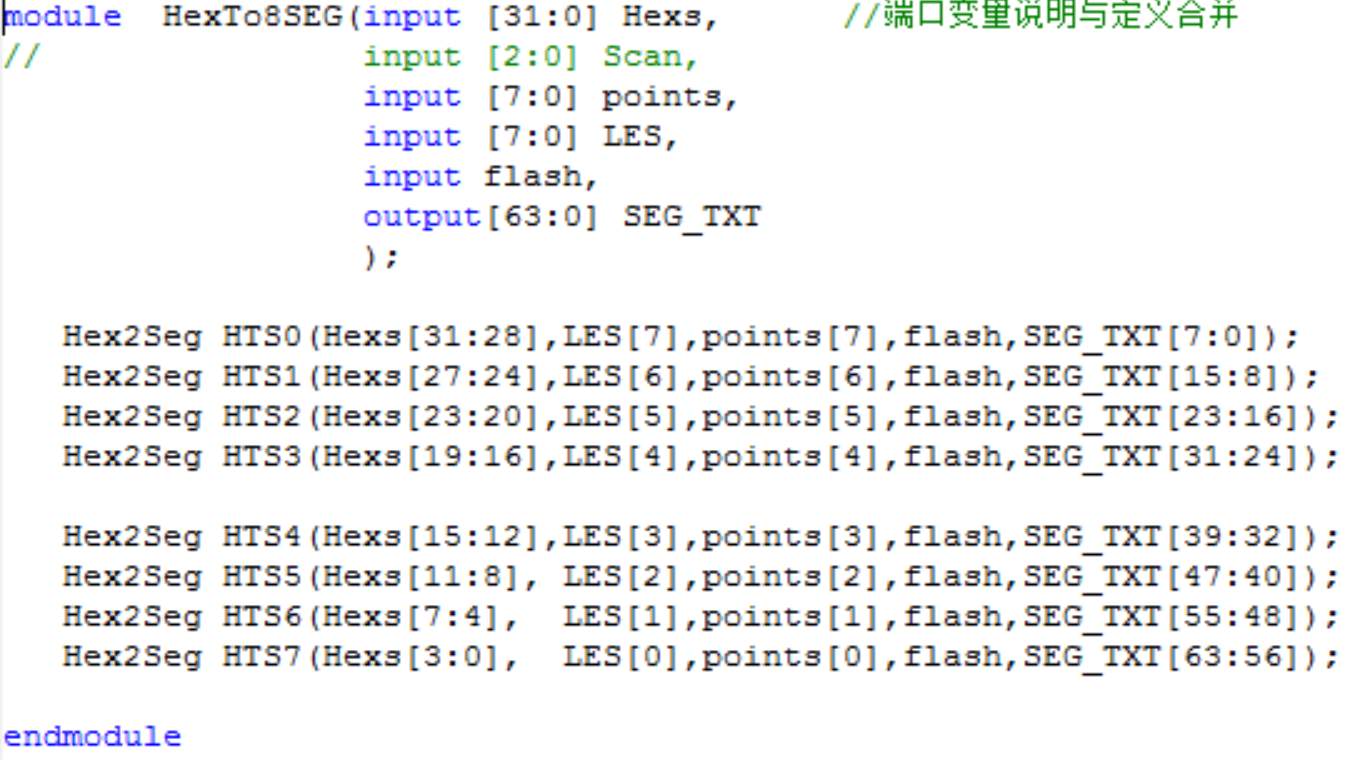 module  HexTo8SEG(input [31:0] Hexs,      //端口变量说明与定义合并
//                input [2:0] Scan,
                  input [7:0] points,
                  input [7:0] LES,
                  input flash,
                  output[63:0] SEG_TXT
                  );
   Hex2Seg HTS0(Hexs[31:28],LES[7],points[7],flash,SEG_TXT[7:0]);
   Hex2Seg HTS1(Hexs[27:24],LES[6],points[6],flash,SEG_TXT[15:8]);
   Hex2Seg HTS2(Hexs[23:20],LES[5],points[5],flash,SEG_TXT[23:16]);
   Hex2Seg HTS3(Hexs[19:16],LES[4],points[4],flash,SEG_TXT[31:24]);
   Hex2Seg HTS4(Hexs[15:12],LES[3],points[3],flash,SEG_TXT[39:32]);
   Hex2Seg HTS5(Hexs[11:8], LES[2],points[2],flash,SEG_TXT[47:40]);
   Hex2Seg HTS6(Hexs[7:4],  LES[1],points[1],flash,SEG_TXT[55:48]);
   Hex2Seg HTS7(Hexs[3:0],  LES[0],points[0],flash,SEG_TXT[63:56]);
endmodule